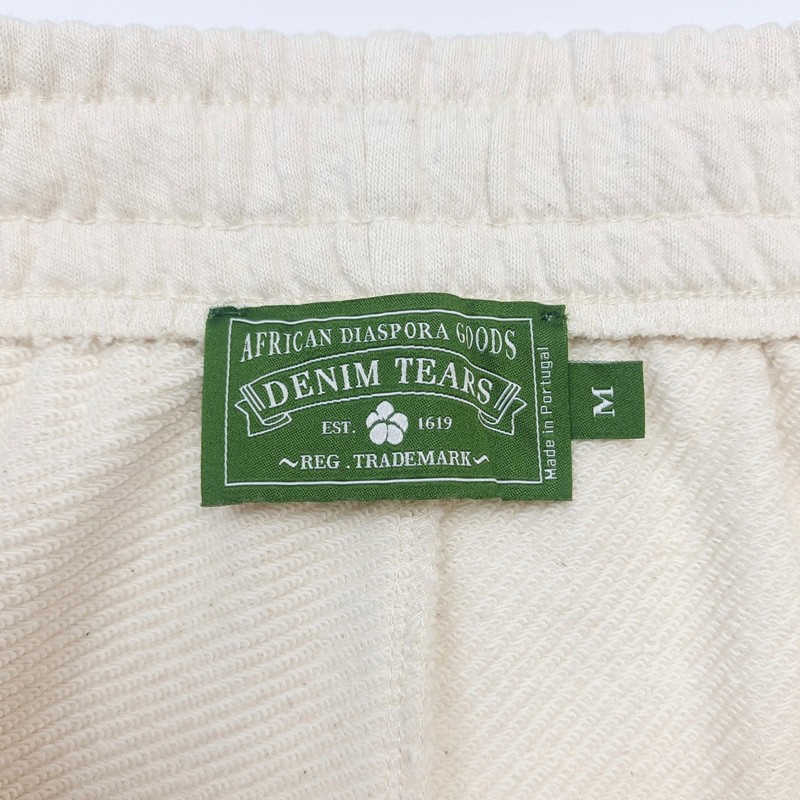 AFRICAN DIASPORA GOODS
DENIM TEARS
EST. 1619
~REG . TRADEMARK~
Made in Portugal
M